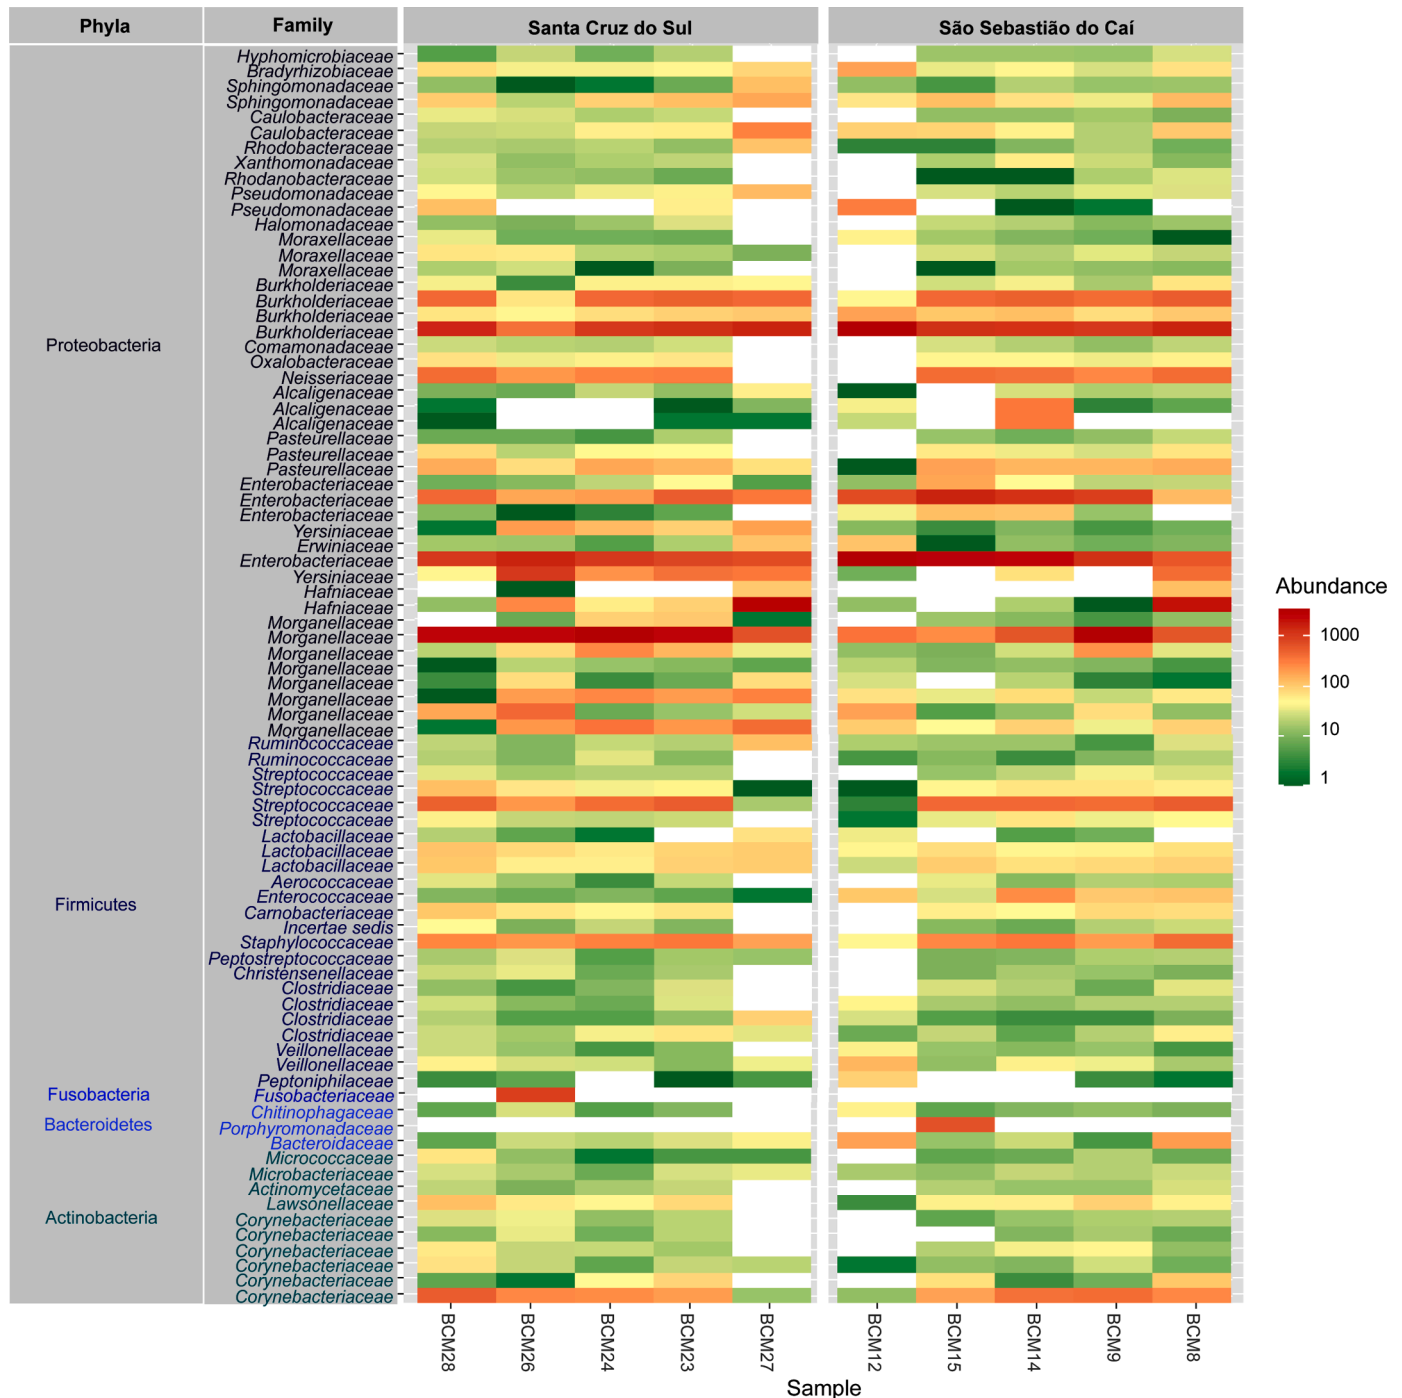 Phyla
Family
Santa Cruz do Sul
São Sebastião do Caí
Hyphomicrobiaceae
Bradyrhizobiaceae
Sphingomonadaceae
Sphingomonadaceae
Caulobacteraceae
Caulobacteraceae
Rhodobacteraceae
Xanthomonadaceae
Rhodanobacteraceae
Pseudomonadaceae
Pseudomonadaceae
Halomonadaceae
Moraxellaceae
Moraxellaceae
Moraxellaceae
Burkholderiaceae
Burkholderiaceae
Burkholderiaceae
Burkholderiaceae
Proteobacteria
Comamonadaceae
Oxalobacteraceae
Neisseriaceae
Alcaligenaceae
Alcaligenaceae
Alcaligenaceae
Pasteurellaceae
Pasteurellaceae
Pasteurellaceae
Enterobacteriaceae
Enterobacteriaceae
Enterobacteriaceae
Yersiniaceae
Erwiniaceae
Enterobacteriaceae
Yersiniaceae
Hafniaceae
Hafniaceae
Morganellaceae
Morganellaceae
Morganellaceae
Morganellaceae
Morganellaceae
Morganellaceae
Morganellaceae
Morganellaceae
Ruminococcaceae
Ruminococcaceae
Streptococcaceae
Streptococcaceae
Streptococcaceae
Streptococcaceae
Lactobacillaceae
Lactobacillaceae
Lactobacillaceae
Aerococcaceae
Enterococcaceae
Firmicutes
Carnobacteriaceae
Incertae sedis
Staphylococcaceae
Peptostreptococcaceae
Christensenellaceae
Clostridiaceae
Clostridiaceae
Clostridiaceae
Clostridiaceae
Veillonellaceae
Veillonellaceae
Peptoniphilaceae
Fusobacteria
Fusobacteriaceae
Chitinophagaceae
Bacteroidetes
Porphyromonadaceae
Bacteroidaceae
Micrococcaceae
Microbacteriaceae
Actinomycetaceae
Lawsonellaceae
Actinobacteria
Corynebacteriaceae
Corynebacteriaceae
Corynebacteriaceae
Corynebacteriaceae
Corynebacteriaceae
Corynebacteriaceae
BCM28
BCM26
BCM24
BCM23
BCM27
BCM12
BCM15
BCM14
BCM9
BCM8
Sample
Abundance
1000
100
10
1